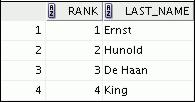 RANK LAST_NAME
1 1 Ernst
2 2 Hunold
3 3 De Haan
4 4 King